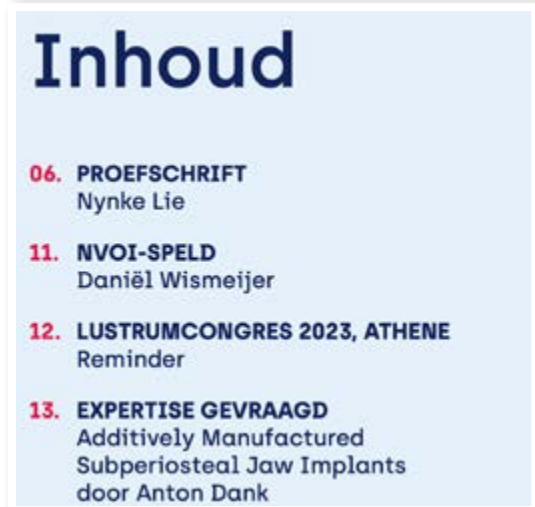 Inhoud
06. PROEFSCHRIFT
Nynke Lie
11. NVOI-SPELD
Daniël Wismeijer
12. LUSTRUMCONGRES 2023, ATHENE
Reminder
13. EXPERTISE GEVRAAGD
Additively Manufactured
Subperiosteal Jaw Implants
door Anton Dank